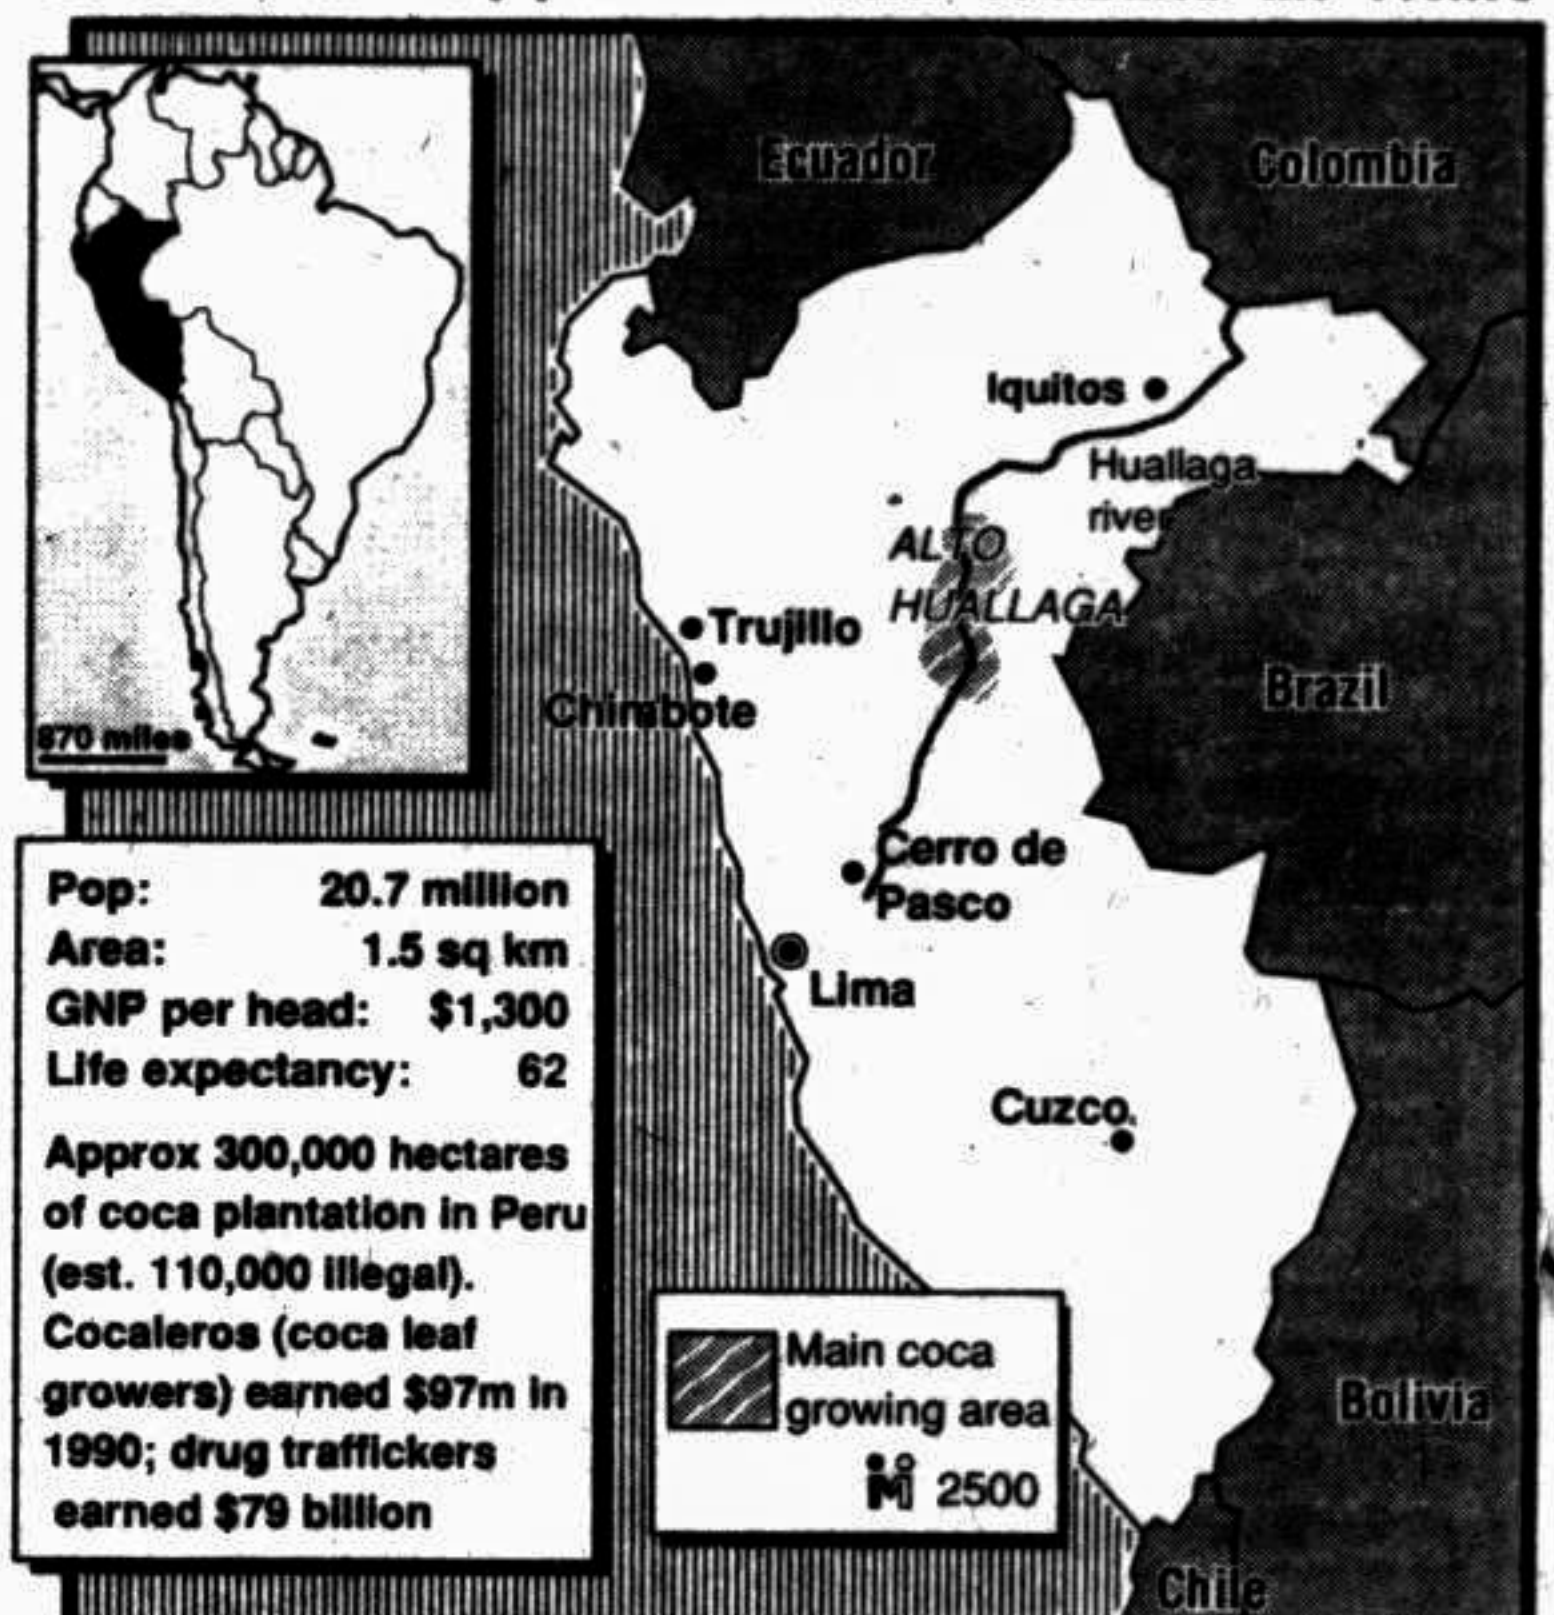 Ecuador
Colombia
Iquitos
Huallaga
river
ALTO
HUALLAGA
Trujillo
Chimbote
Brazil
870 miles
Cerro de
Pasco
Lima
Cuzco
Pop: 20.7 million
Area: 1.5 sq km
GNP per head: $1,300
Life expectancy: 62
Approx 300,000 hectares
of coca plantation in Peru
(est. 110,000 illegal).
Cocaleros (coca leaf
growers) earned $97m in
1990; drug traffickers
earned $79 billion
Main coca
growing area
2500
Bolivia
Chile